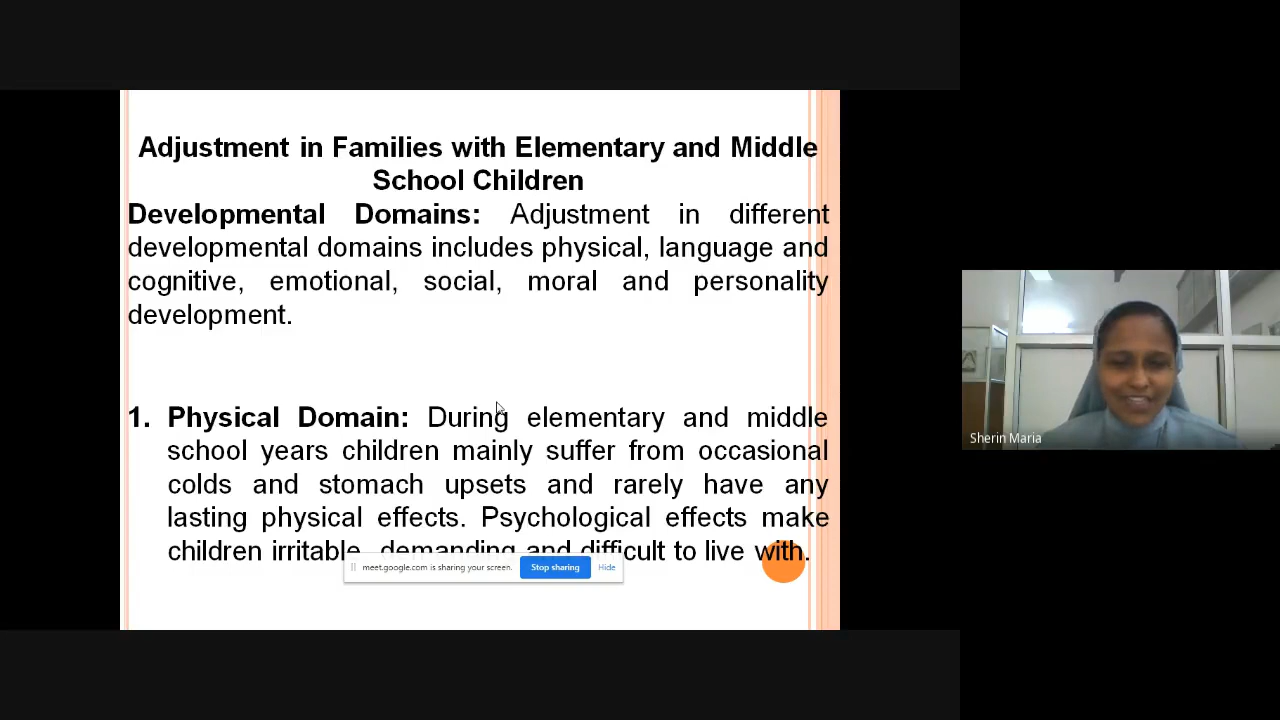 Adjustment in Families with Elementary and Middle
School Children
Developmental Domains: Adjustment in different
developmental domains includes physical, language and
cognitive, emotional, social, moral and personality
development.
1. Physical Domain: During elementary and middle
school years children mainly suffer from occasional
colds and stomach upsets and rarely have any
lasting physical effects. Psychological effects make
children irritable, demanding and difficult to live with.
meet.google.com is sharing your screen. Stop sharing Hide
Sherin Maria